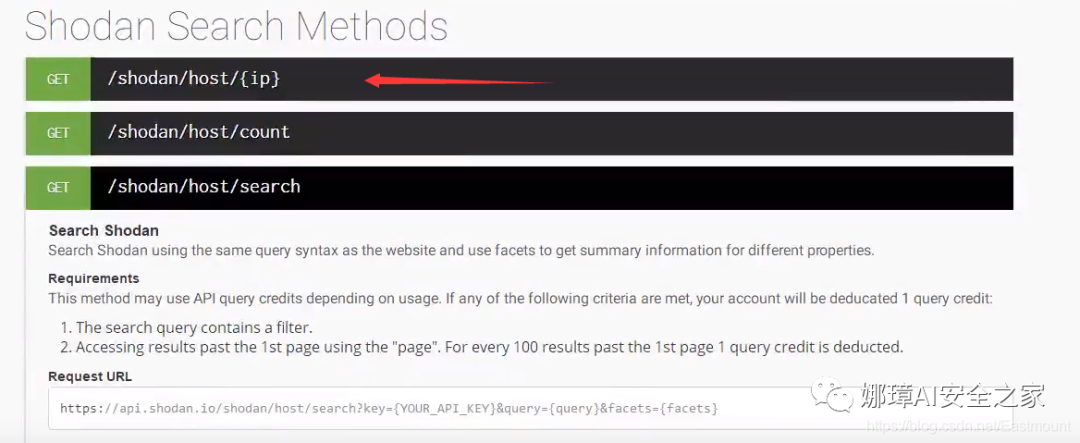 Shodan Search Methods
GET /shodan/host/{ip}
GET /shodan/host/count
GET /shodan/host/search
Search Shodan
Search Shodan using the same query syntax as the website and use facets to get summary information for different properties.
Requirements
This method may use API query credits depending on usage. If any of the following criteria are met, your account will be deducated 1 query credit:
1. The search query contains a filter.
2. Accessing results past the 1st page using the "page". For every 100 results past the 1st page 1 query credit is deducted.
Request URL
https://api.shodan.io/shodan/host/search?key={YOUR_API_KEY}&query={query}&facets={facets}
娜璋AI安全之家
https://blog.csdn.net/Eastmount